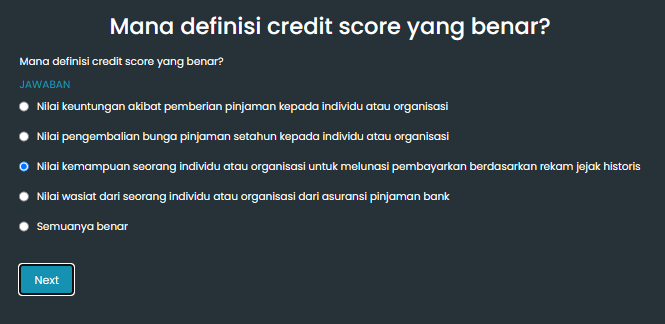 Mana definisi credit score yang benar?
Mana definisi credit score yang benar?
JAWABAN
Nilai keuntungan akibat pemberian pinjaman kepada individu atau organisasi
Nilai pengembalian bunga pinjaman setahun kepada individu atau organisasi
Nilai kemampuan seorang individu atau organisasi untuk melunasi pembayarkan berdasarkan rekam jejak historis
Nilai wasiat dari seorang individu atau organisasi dari asuransi pinjaman bank
Semuanya benar
Next